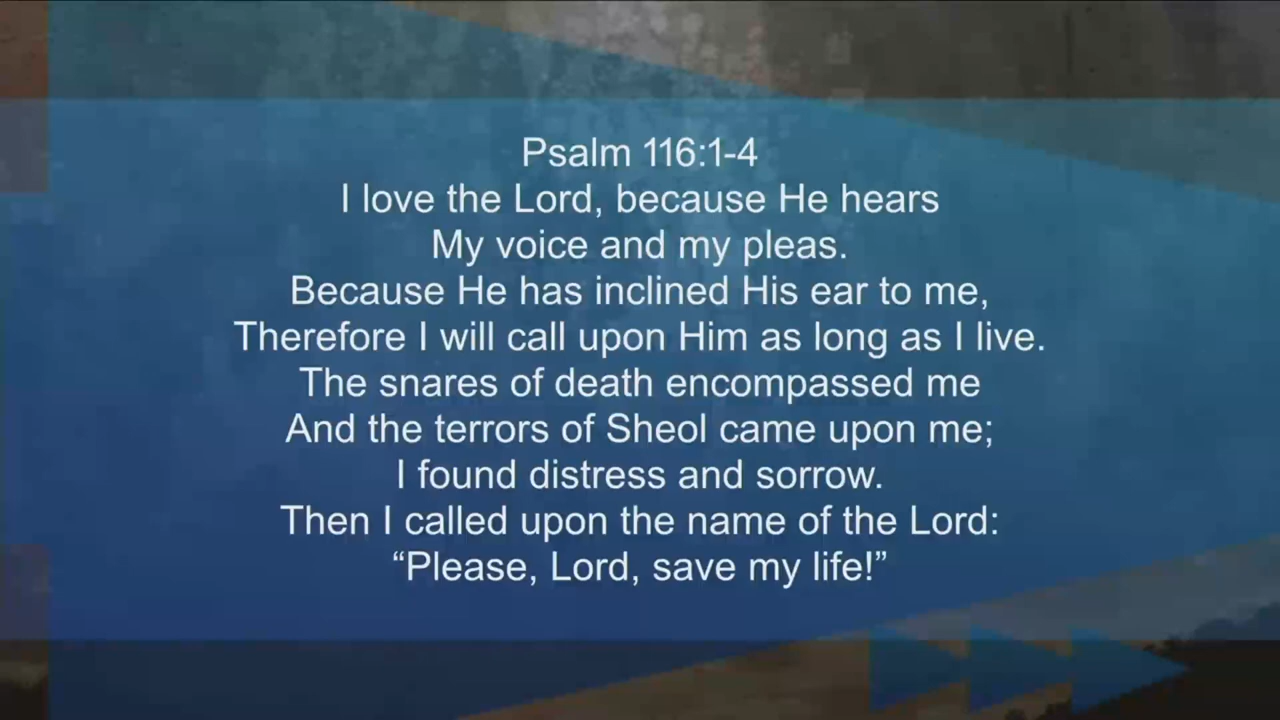 Psalm 116:1-4
I love the Lord, because He hears
My voice and my pleas.
Because He has inclined His ear to me,
Therefore I will call upon Him as long as I live.
The snares of death encompassed me
And the terrors of Sheol came upon me;
I found distress and sorrow.
Then I called upon the name of the Lord:
“Please, Lord, save my life!”